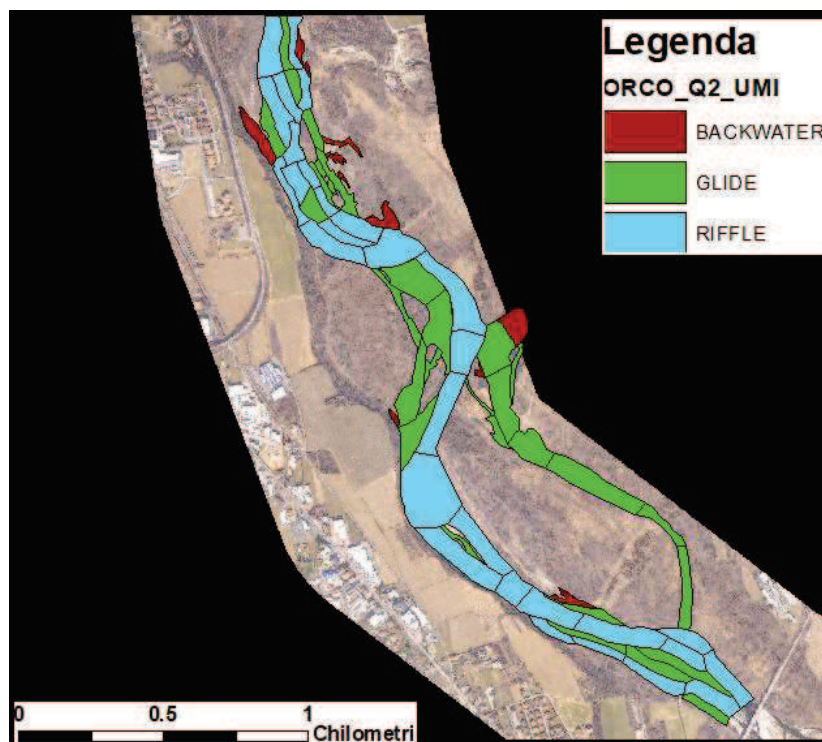 Legenda
ORCO_Q2_UMI
BACKWATER
GLIDE
RIFFLE
0 0.5 1
Chilometri